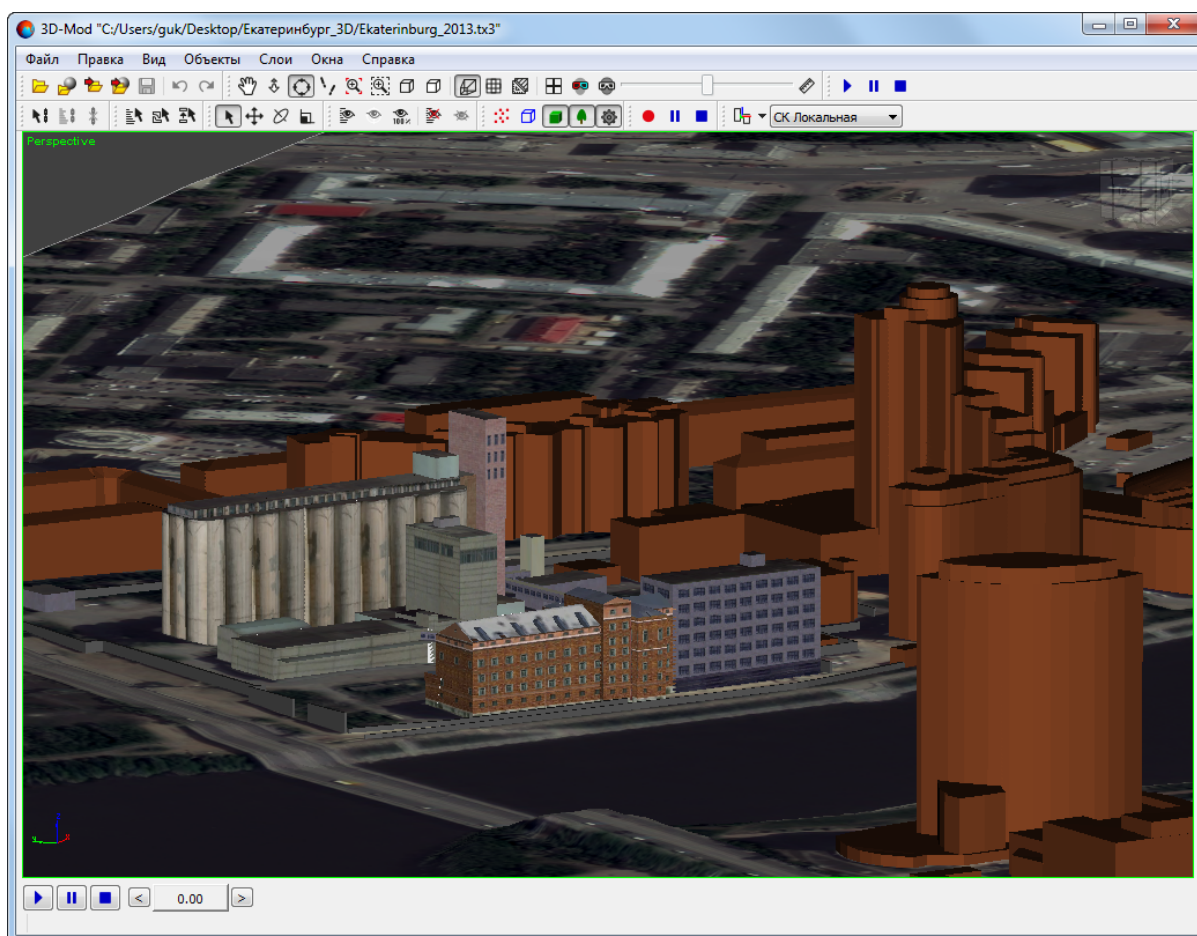 3D-Mod "C:/Users/guk/Desktop/Екатеринбург_3D/Ekaterinburg_2013.tx3"
Файл Правка Вид Объекты Слои Окна Справка
100%
СК Локальная
Perspective
y x
0.00